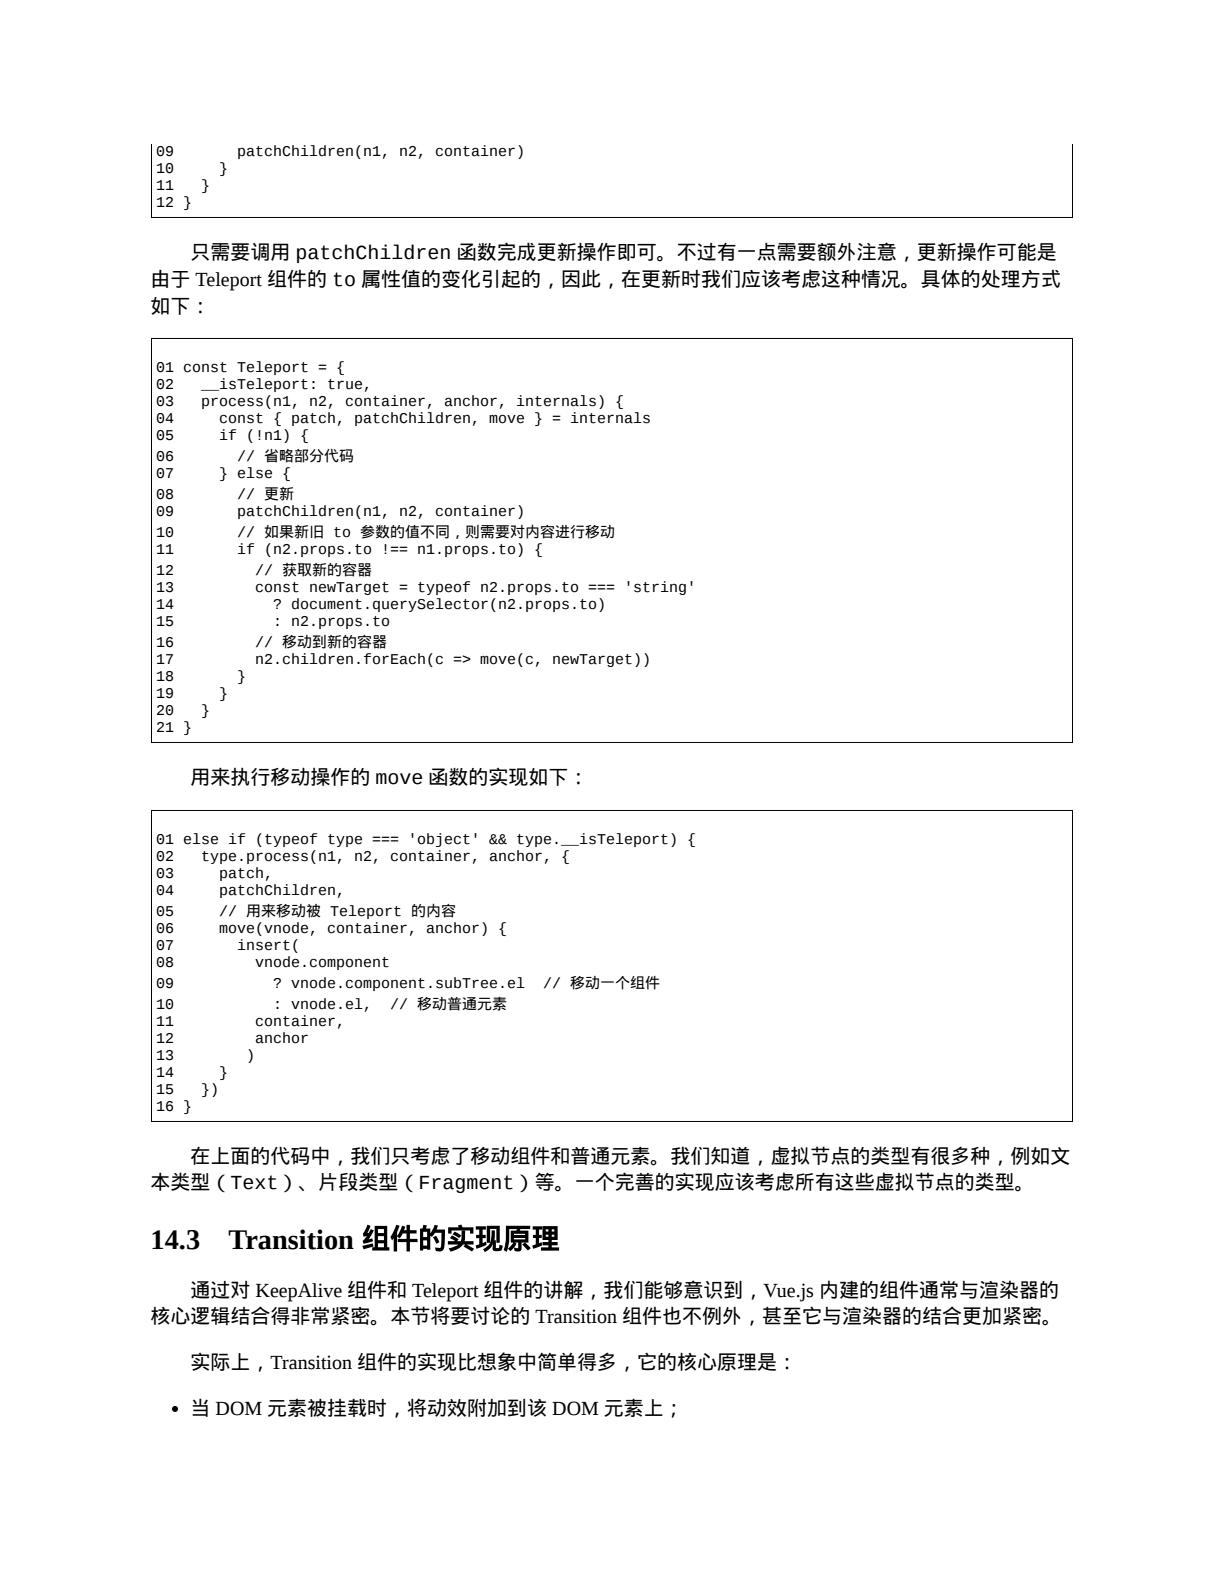 09       patchChildren(n1, n2, container)
10     }
11   }
12 }
只需要调用 patchChildren 函数完成更新操作即可。不过有一点需要额外注意，更新操作可能是
由于 Teleport 组件的 to 属性值的变化引起的，因此，在更新时我们应该考虑这种情况。具体的处理方式
如下：
01 const Teleport = {
02   __isTeleport: true,
03   process(n1, n2, container, anchor, internals) {
04     const { patch, patchChildren, move } = internals
05     if (!n1) {
06       // 省略部分代码
07     } else {
08       // 更新
09       patchChildren(n1, n2, container)
10       // 如果新旧 to 参数的值不同，则需要对内容进行移动
11       if (n2.props.to !== n1.props.to) {
12         // 获取新的容器
13         const newTarget = typeof n2.props.to === 'string'
14           ? document.querySelector(n2.props.to)
15           : n2.props.to
16         // 移动到新的容器
17         n2.children.forEach(c => move(c, newTarget))
18       }
19     }
20   }
21 }
用来执行移动操作的 move 函数的实现如下：
01 else if (typeof type === 'object' && type.__isTeleport) {
02   type.process(n1, n2, container, anchor, {
03     patch,
04     patchChildren,
05     // 用来移动被 Teleport 的内容
06     move(vnode, container, anchor) {
07       insert(
08         vnode.component
09           ? vnode.component.subTree.el  // 移动一个组件
10           : vnode.el,  // 移动普通元素
11         container,
12         anchor
13        )
14     }
15   })
16 }
在上面的代码中，我们只考虑了移动组件和普通元素。我们知道，虚拟节点的类型有很多种，例如文
本类型（Text）、片段类型（Fragment）等。一个完善的实现应该考虑所有这些虚拟节点的类型。
14.3　Transition 组件的实现原理
通过对 KeepAlive 组件和 Teleport 组件的讲解，我们能够意识到，Vue.js 内建的组件通常与渲染器的
核心逻辑结合得非常紧密。本节将要讨论的 Transition 组件也不例外，甚至它与渲染器的结合更加紧密。
实际上，Transition 组件的实现比想象中简单得多，它的核心原理是：
• 当 DOM 元素被挂载时，将动效附加到该 DOM 元素上；